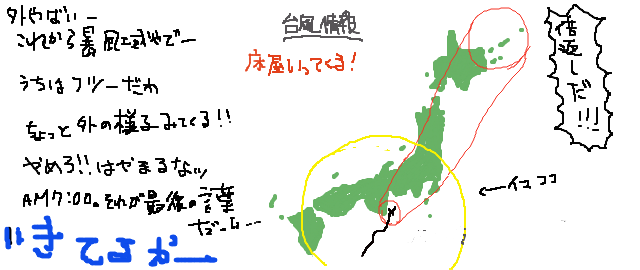 外やばいー
これから暴風区域やでー
うちはフツーだわ
ちょっと外の様子みてくる!!
やめろ!!はやまるなッ
AM7:00。それが最後の言葉
だった…
いきてるがー
台風情報
床屋いってくる!
倍返しだ!!!
←イマココ